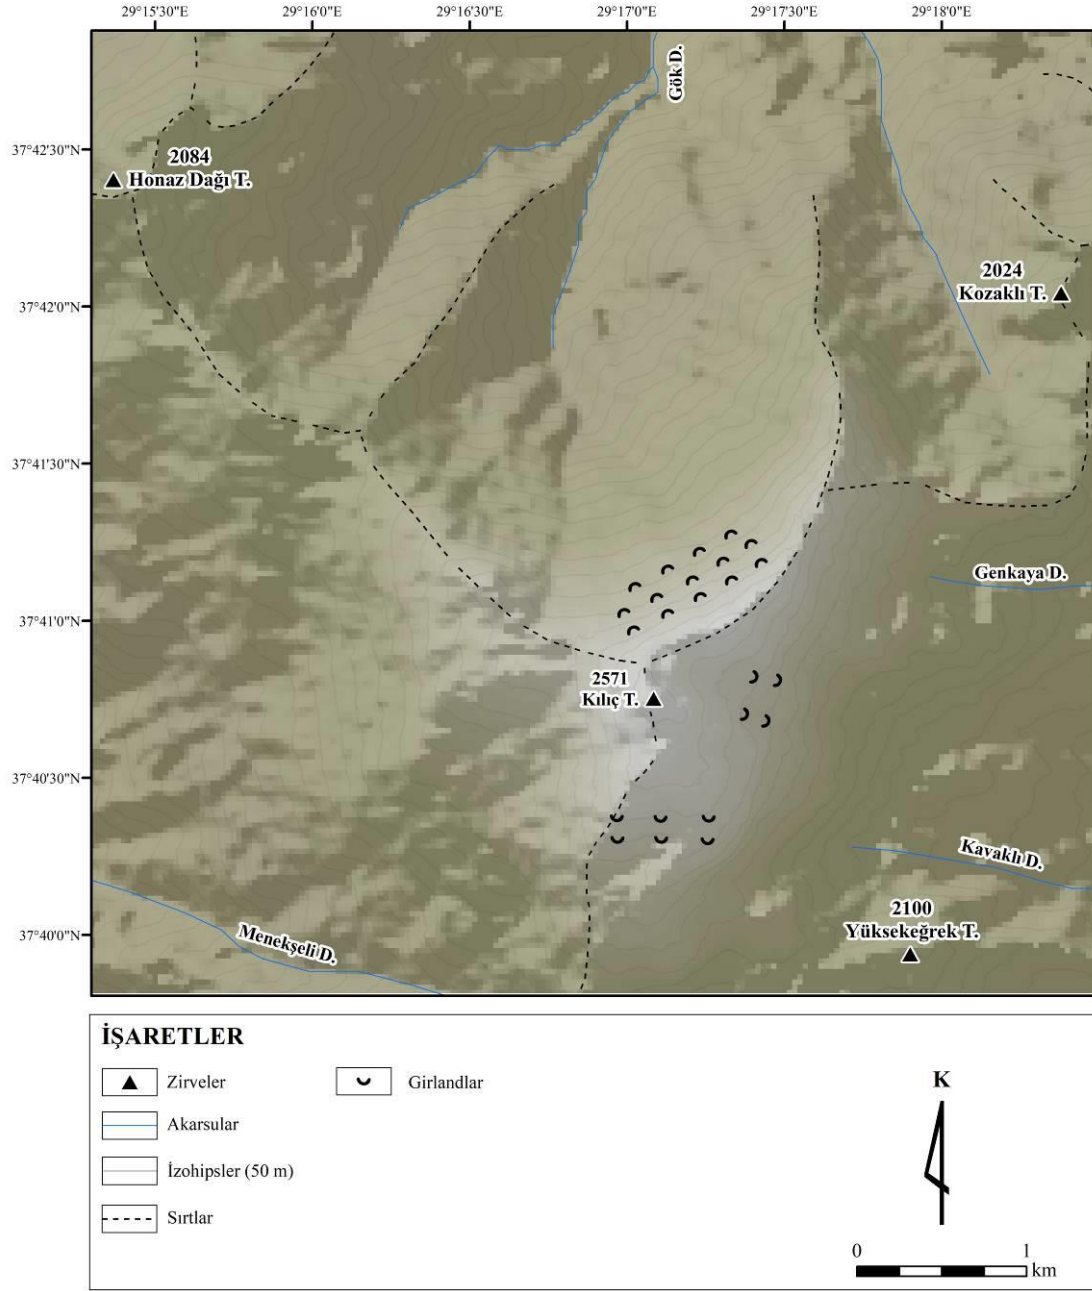 29°15'30"E 29°16'0"E 29°16'30"E 29°17'0"E 29°17'30"E 29°18'0"E
Gök D.
37°42'30"N
2084
Honaz Dağı T.
2024
Kozaklı T.
37°42'0"N
37°41'30"N
Genkaya D.
37°41'0"N
2571
Kılıç T.
37°40'30"N
Kavaklı D.
2100
Yüksekeğrek T.
37°40'0"N
Menekşeli D.
İŞARETLER
Zirveler
Girlandlar
Akarsular
İzohipsler (50 m)
Sırtlar
K
0 1
km